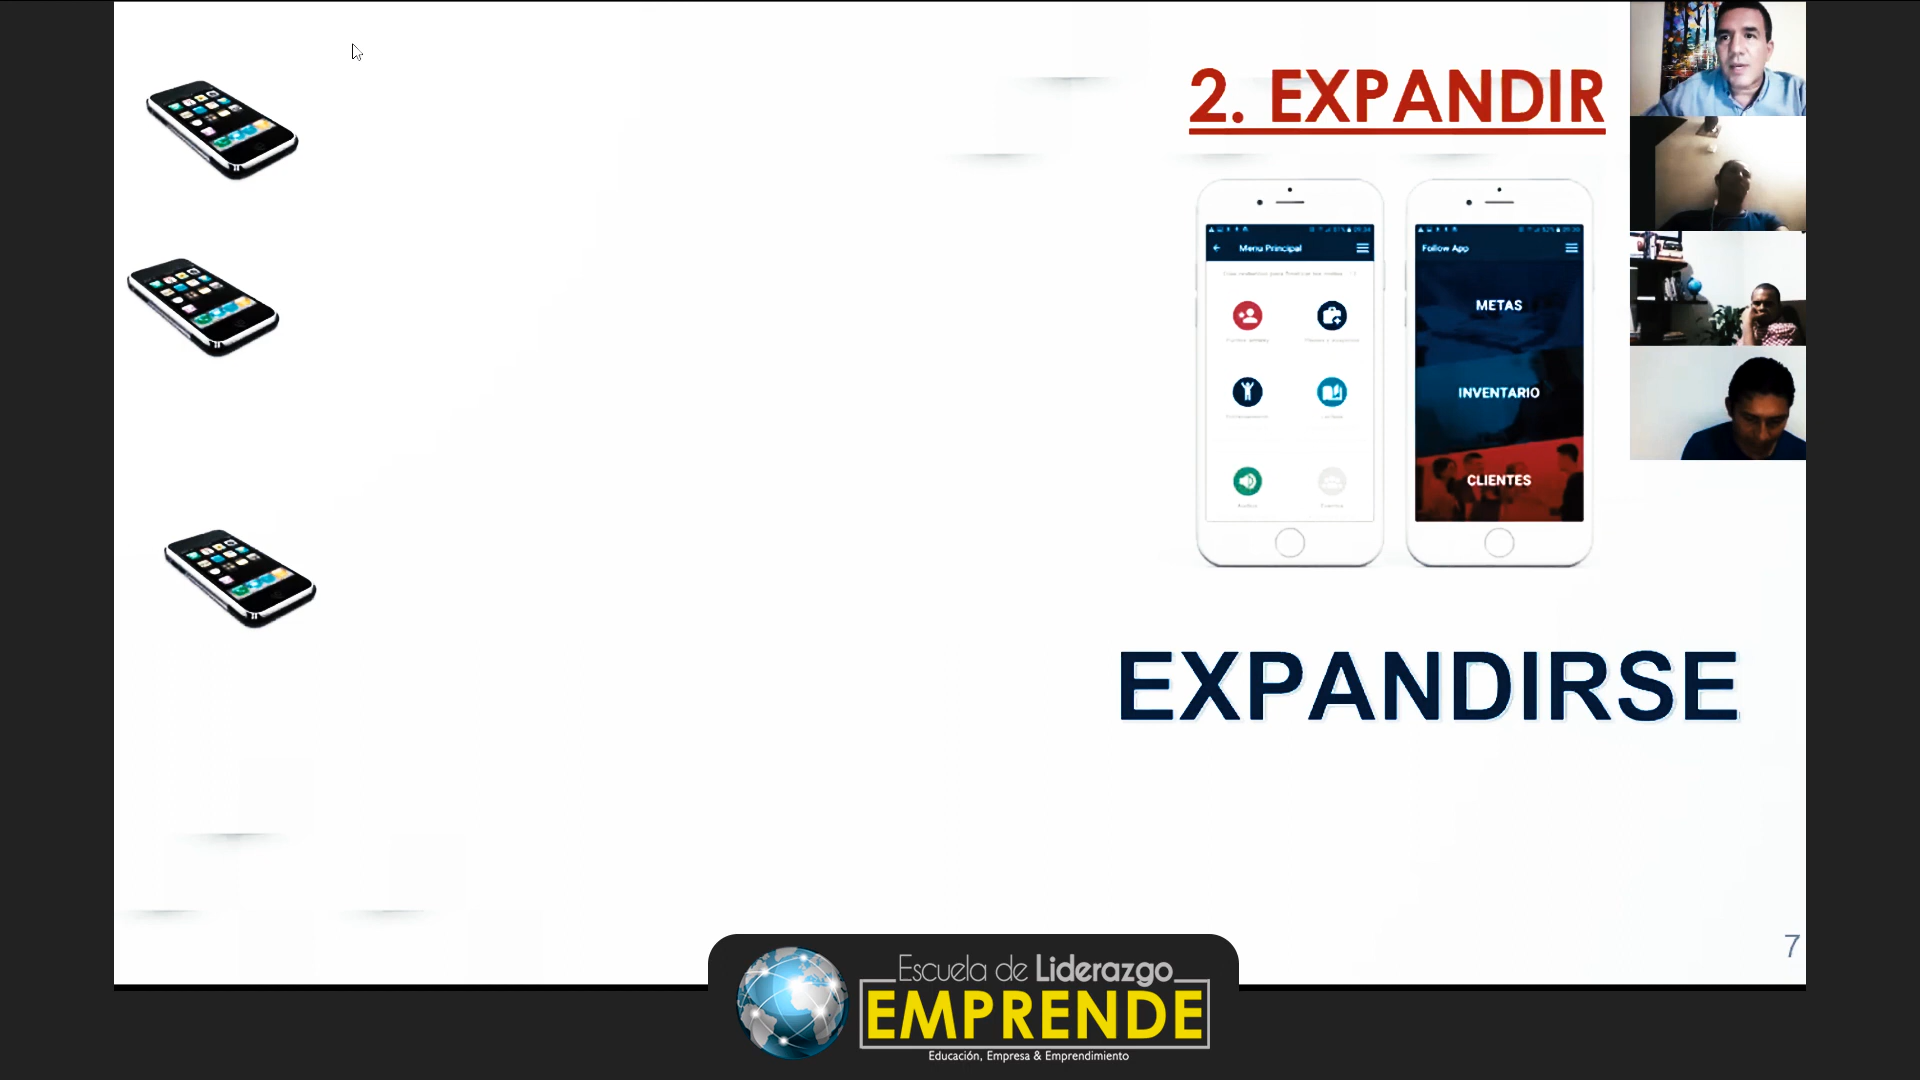 2. EXPANDIR
Menu Principal
Follow App
METAS
INVENTARIO
CLIENTES
EXPANDIRSE
7
Escuela de Liderazgo
EMPRENDE
Educación, Empresa & Emprendimiento